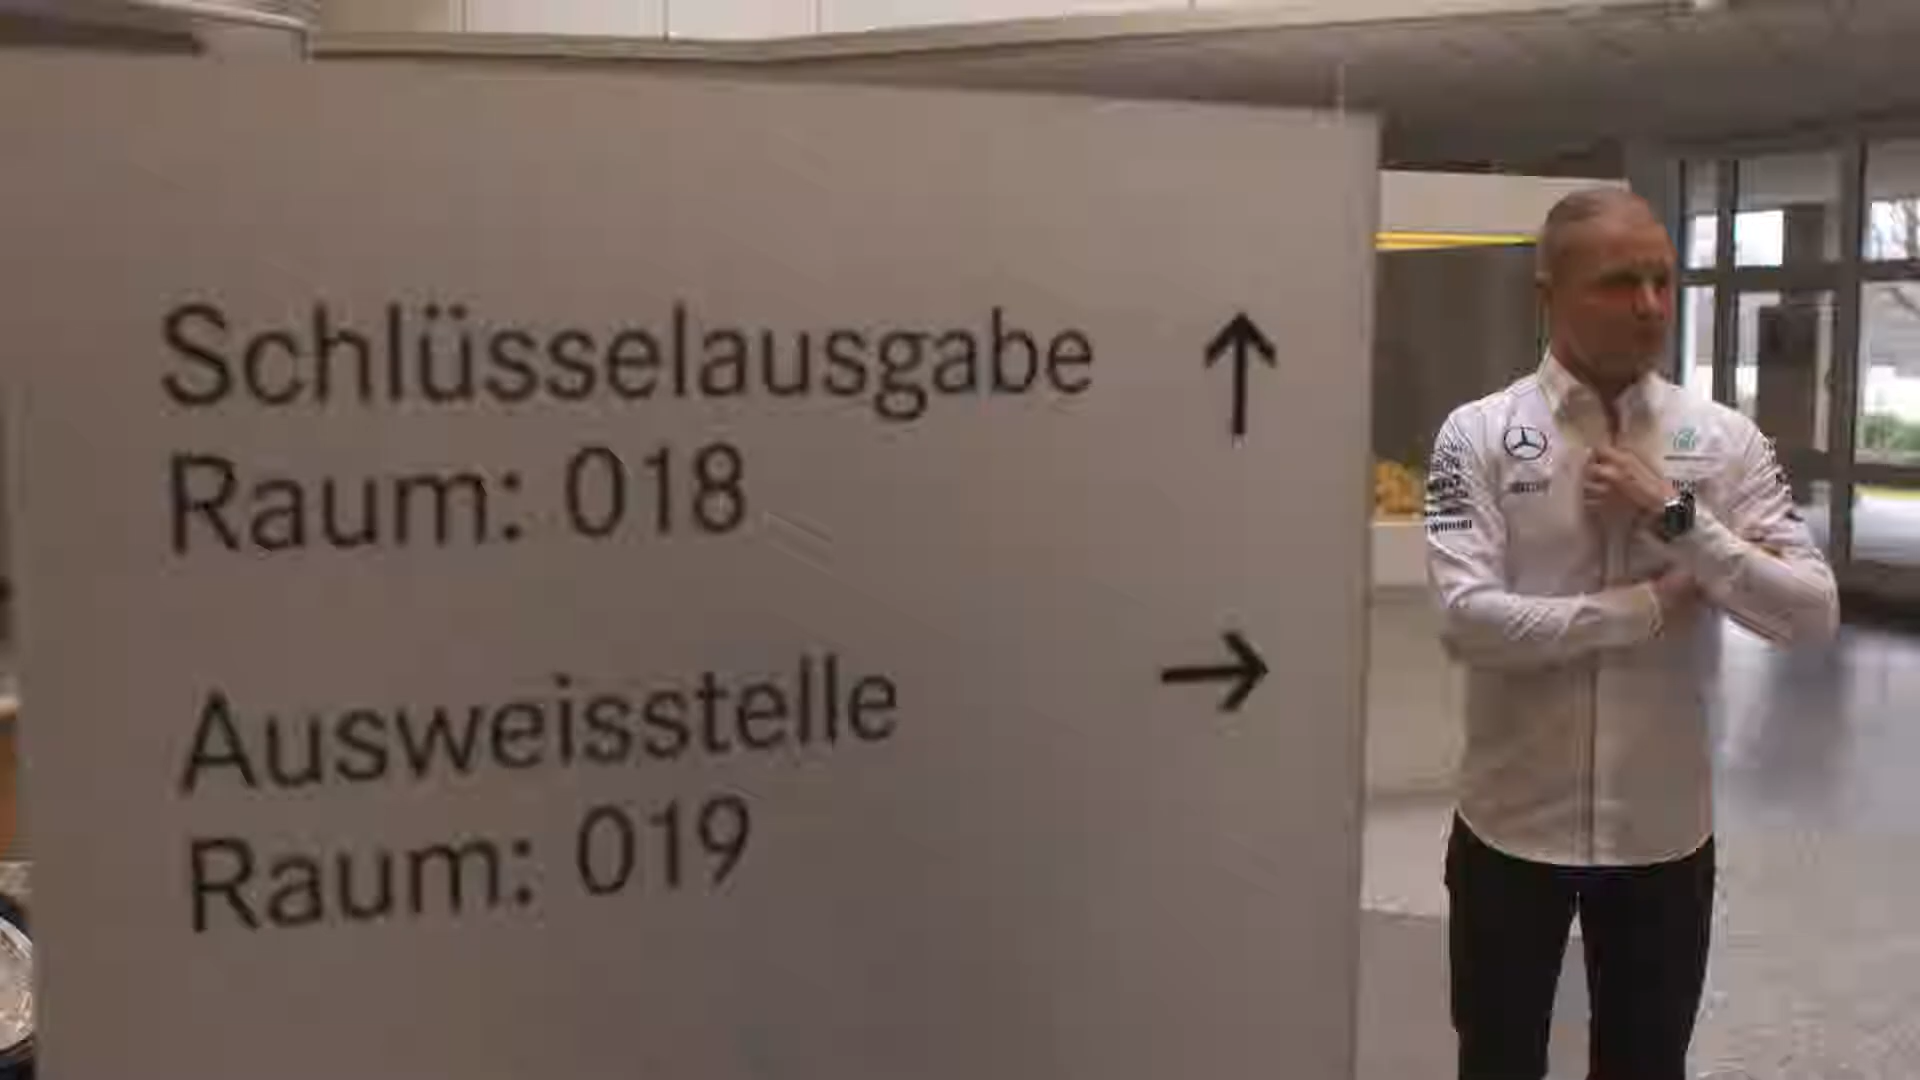 Schlüsselausgabe ↑
Raum: 018
Ausweisstelle →
Raum: 019